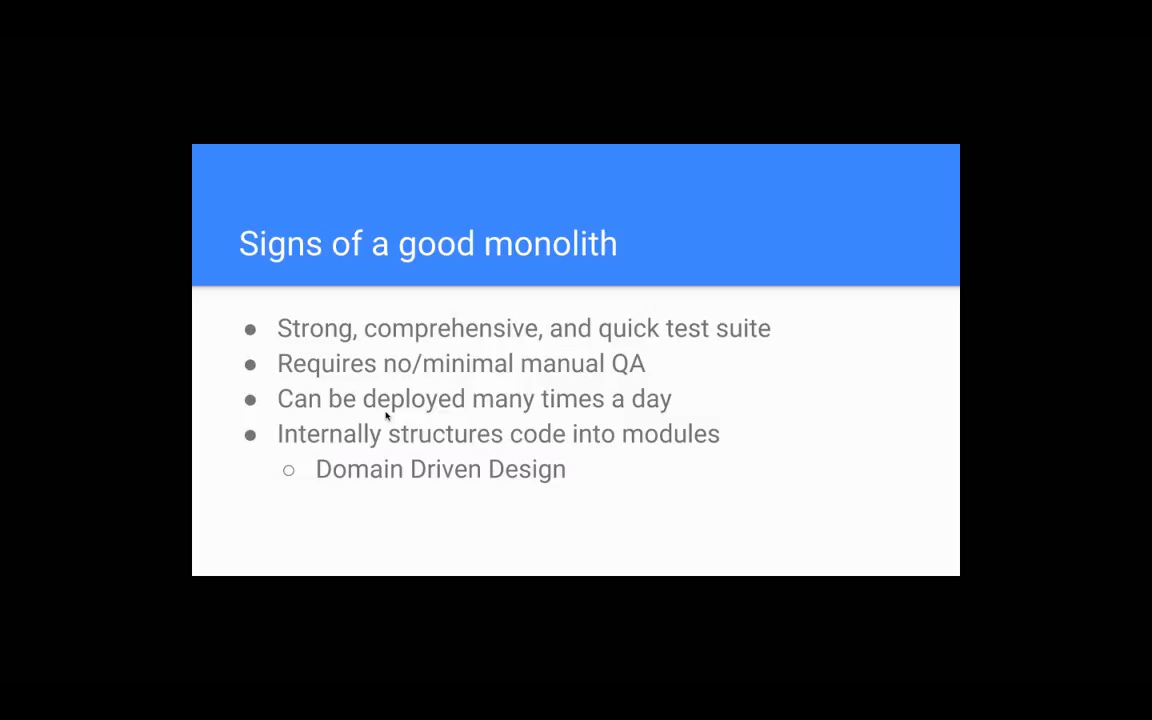 Signs of a good monolith
● Strong, comprehensive, and quick test suite
● Requires no/minimal manual QA
● Can be deployed many times a day
● Internally structures code into modules
○ Domain Driven Design